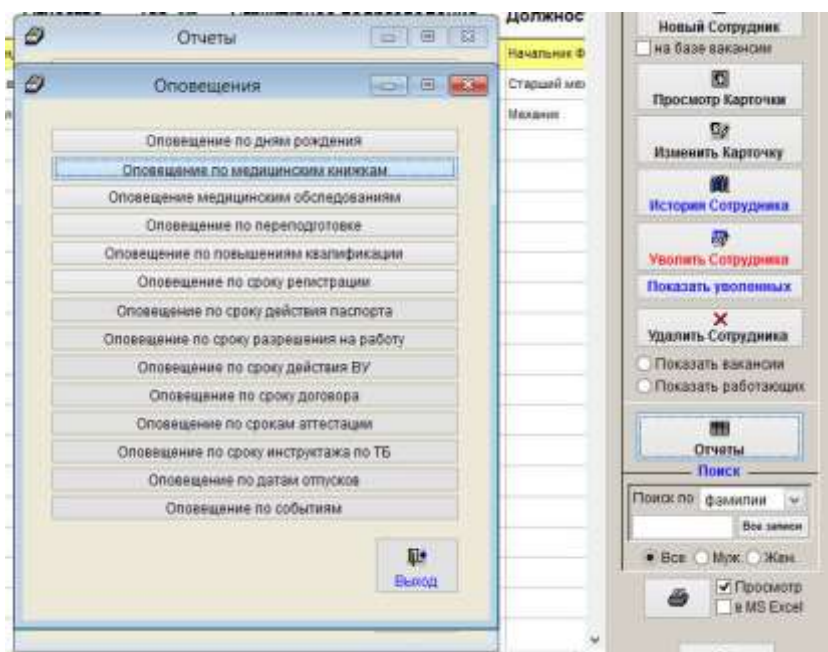 Должнос
Отчеты
Начальник Ф
Старший мех
Механик
Оповещения
Оповещение по дням рождения
Оповещение по медицинским книжкам
Оповещение медицинским обследованиям
Оповещение по переподготовке
Оповещение по повышениям квалификации
Оповещение по сроку регистрации
Оповещение по сроку действия паспорта
Оповещение по сроку разрешения на работу
Оповещение по сроку действия ВУ
Оповещение по сроку договора
Оповещение по срокам аттестации
Оповещение по сроку инструктажа по ТБ
Оповещение по датам отпусков
Оповещение по событиям
Выход
Новый Сотрудник
на базе вакансии
Просмотр Карточки
Изменить Карточку
История Сотрудника
Уволить Сотрудника
Показать уволенных
Удалить Сотрудника
Показать вакансии
Показать работающих
Отчеты
Поиск
Поиск по фамилии
Все записи
Все Муж. Жен.
Просмотр
в MS Excel